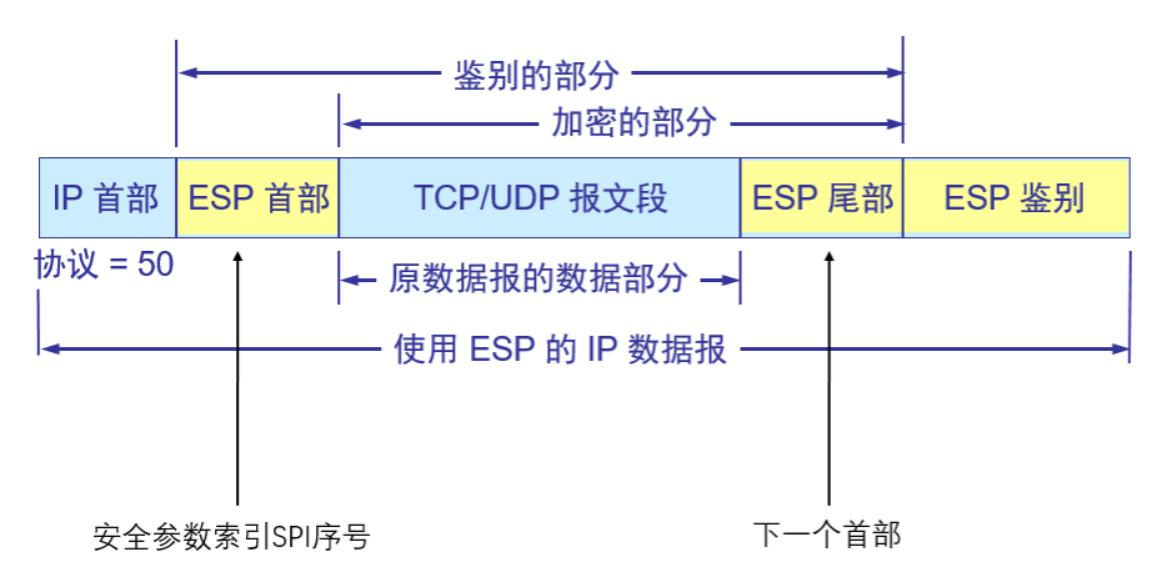 鉴别的部分
加密的部分
IP 首部 ESP 首部 TCP/UDP 报文段 ESP 尾部 ESP 鉴别
协议 = 50
原数据报的数据部分
使用 ESP 的 IP 数据报
安全参数索引SPI序号 下一个首部